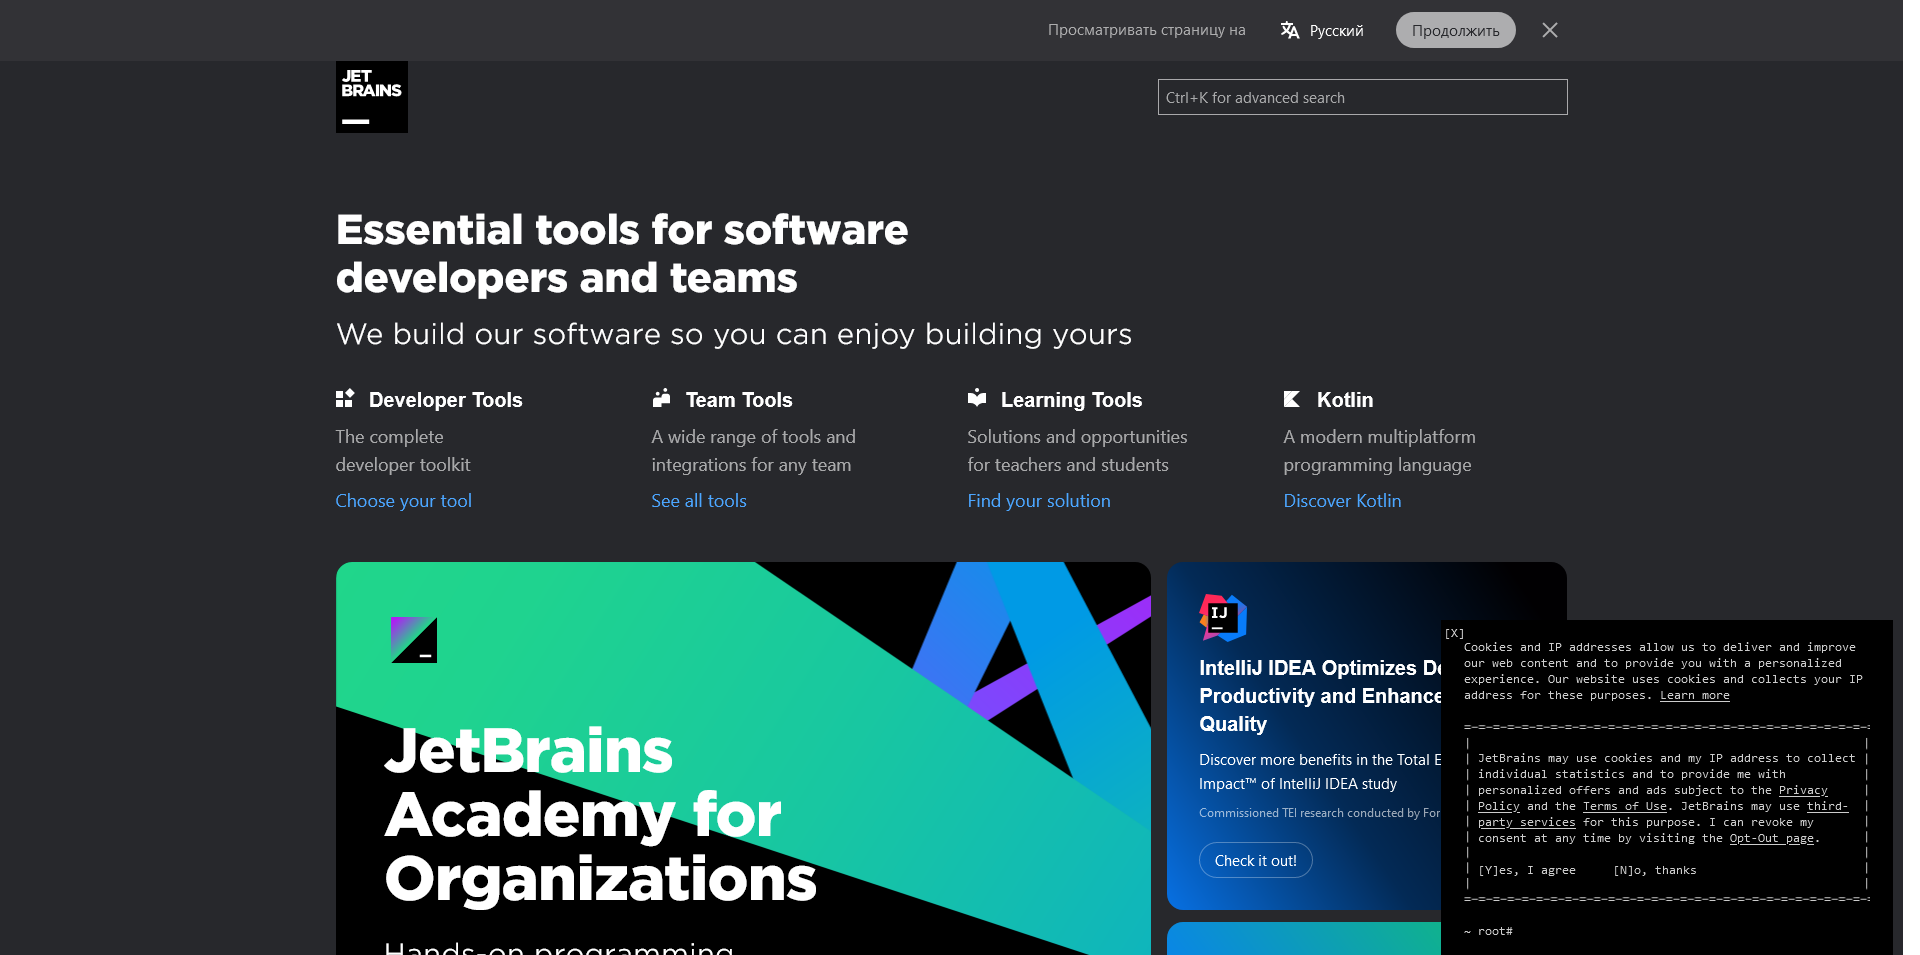 Просматривать страницу на
Русский
Продолжить
JET
BRAINS
Ctrl+K for advanced search
Essential tools for software
developers and teams
We build our software so you can enjoy building yours
Developer Tools
The complete
developer toolkit
Choose your tool
Team Tools
A wide range of tools and
integrations for any team
See all tools
Learning Tools
Solutions and opportunities
for teachers and students
Find your solution
Kotlin
A modern multiplatform
programming language
Discover Kotlin
JetBrains
Academy for
Organizations
Hands-on programming
IJ
IntelliJ IDEA Optimizes
Productivity and Enhance
Quality
Discover more benefits in the Total
Impact™ of IntelliJ IDEA study
Commissioned TEI research conducted by For
Check it out!
[X]
Cookies and IP addresses allow us to deliver and improve
our web content and to provide you with a personalized
experience. Our website uses cookies and collects your IP
address for these purposes. Learn more
JetBrains may use cookies and my IP address to collect
individual statistics and to provide me with
personalized offers and ads subject to the Privacy
Policy and the Terms of Use. JetBrains may use third-
party services for this purpose. I can revoke my
consent at any time by visiting the Opt-Out page.
[Y]es, I agree [N]o, thanks
~ root#